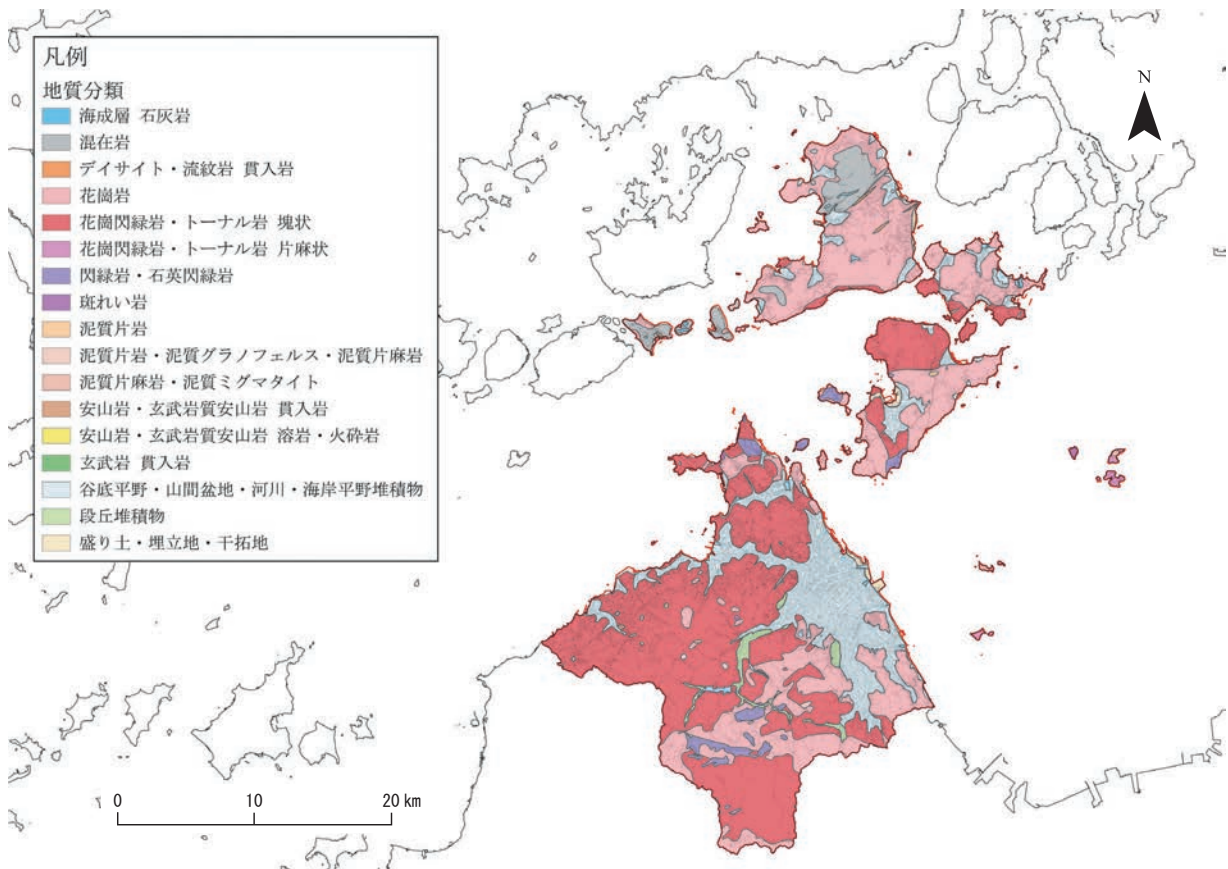 凡例
地質分類
海成層 石灰岩
混在岩
デイサイト・流紋岩 貫入岩
花崗岩
花崗閃緑岩・トーナル岩 塊状
花崗閃緑岩・トーナル岩 片麻状
閃緑岩・石英閃緑岩
斑れい岩
泥質片岩
泥質片岩・泥質グラノフェルス・泥質片麻岩
泥質片麻岩・泥質ミグマタイト
安山岩・玄武岩質安山岩 貫入岩
安山岩・玄武岩質安山岩 溶岩・火砕岩
玄武岩 貫入岩
谷底平野・山間盆地・河川・海岸平野堆積物
段丘堆積物
盛り土・埋立地・干拓地
N
0 10 20 km